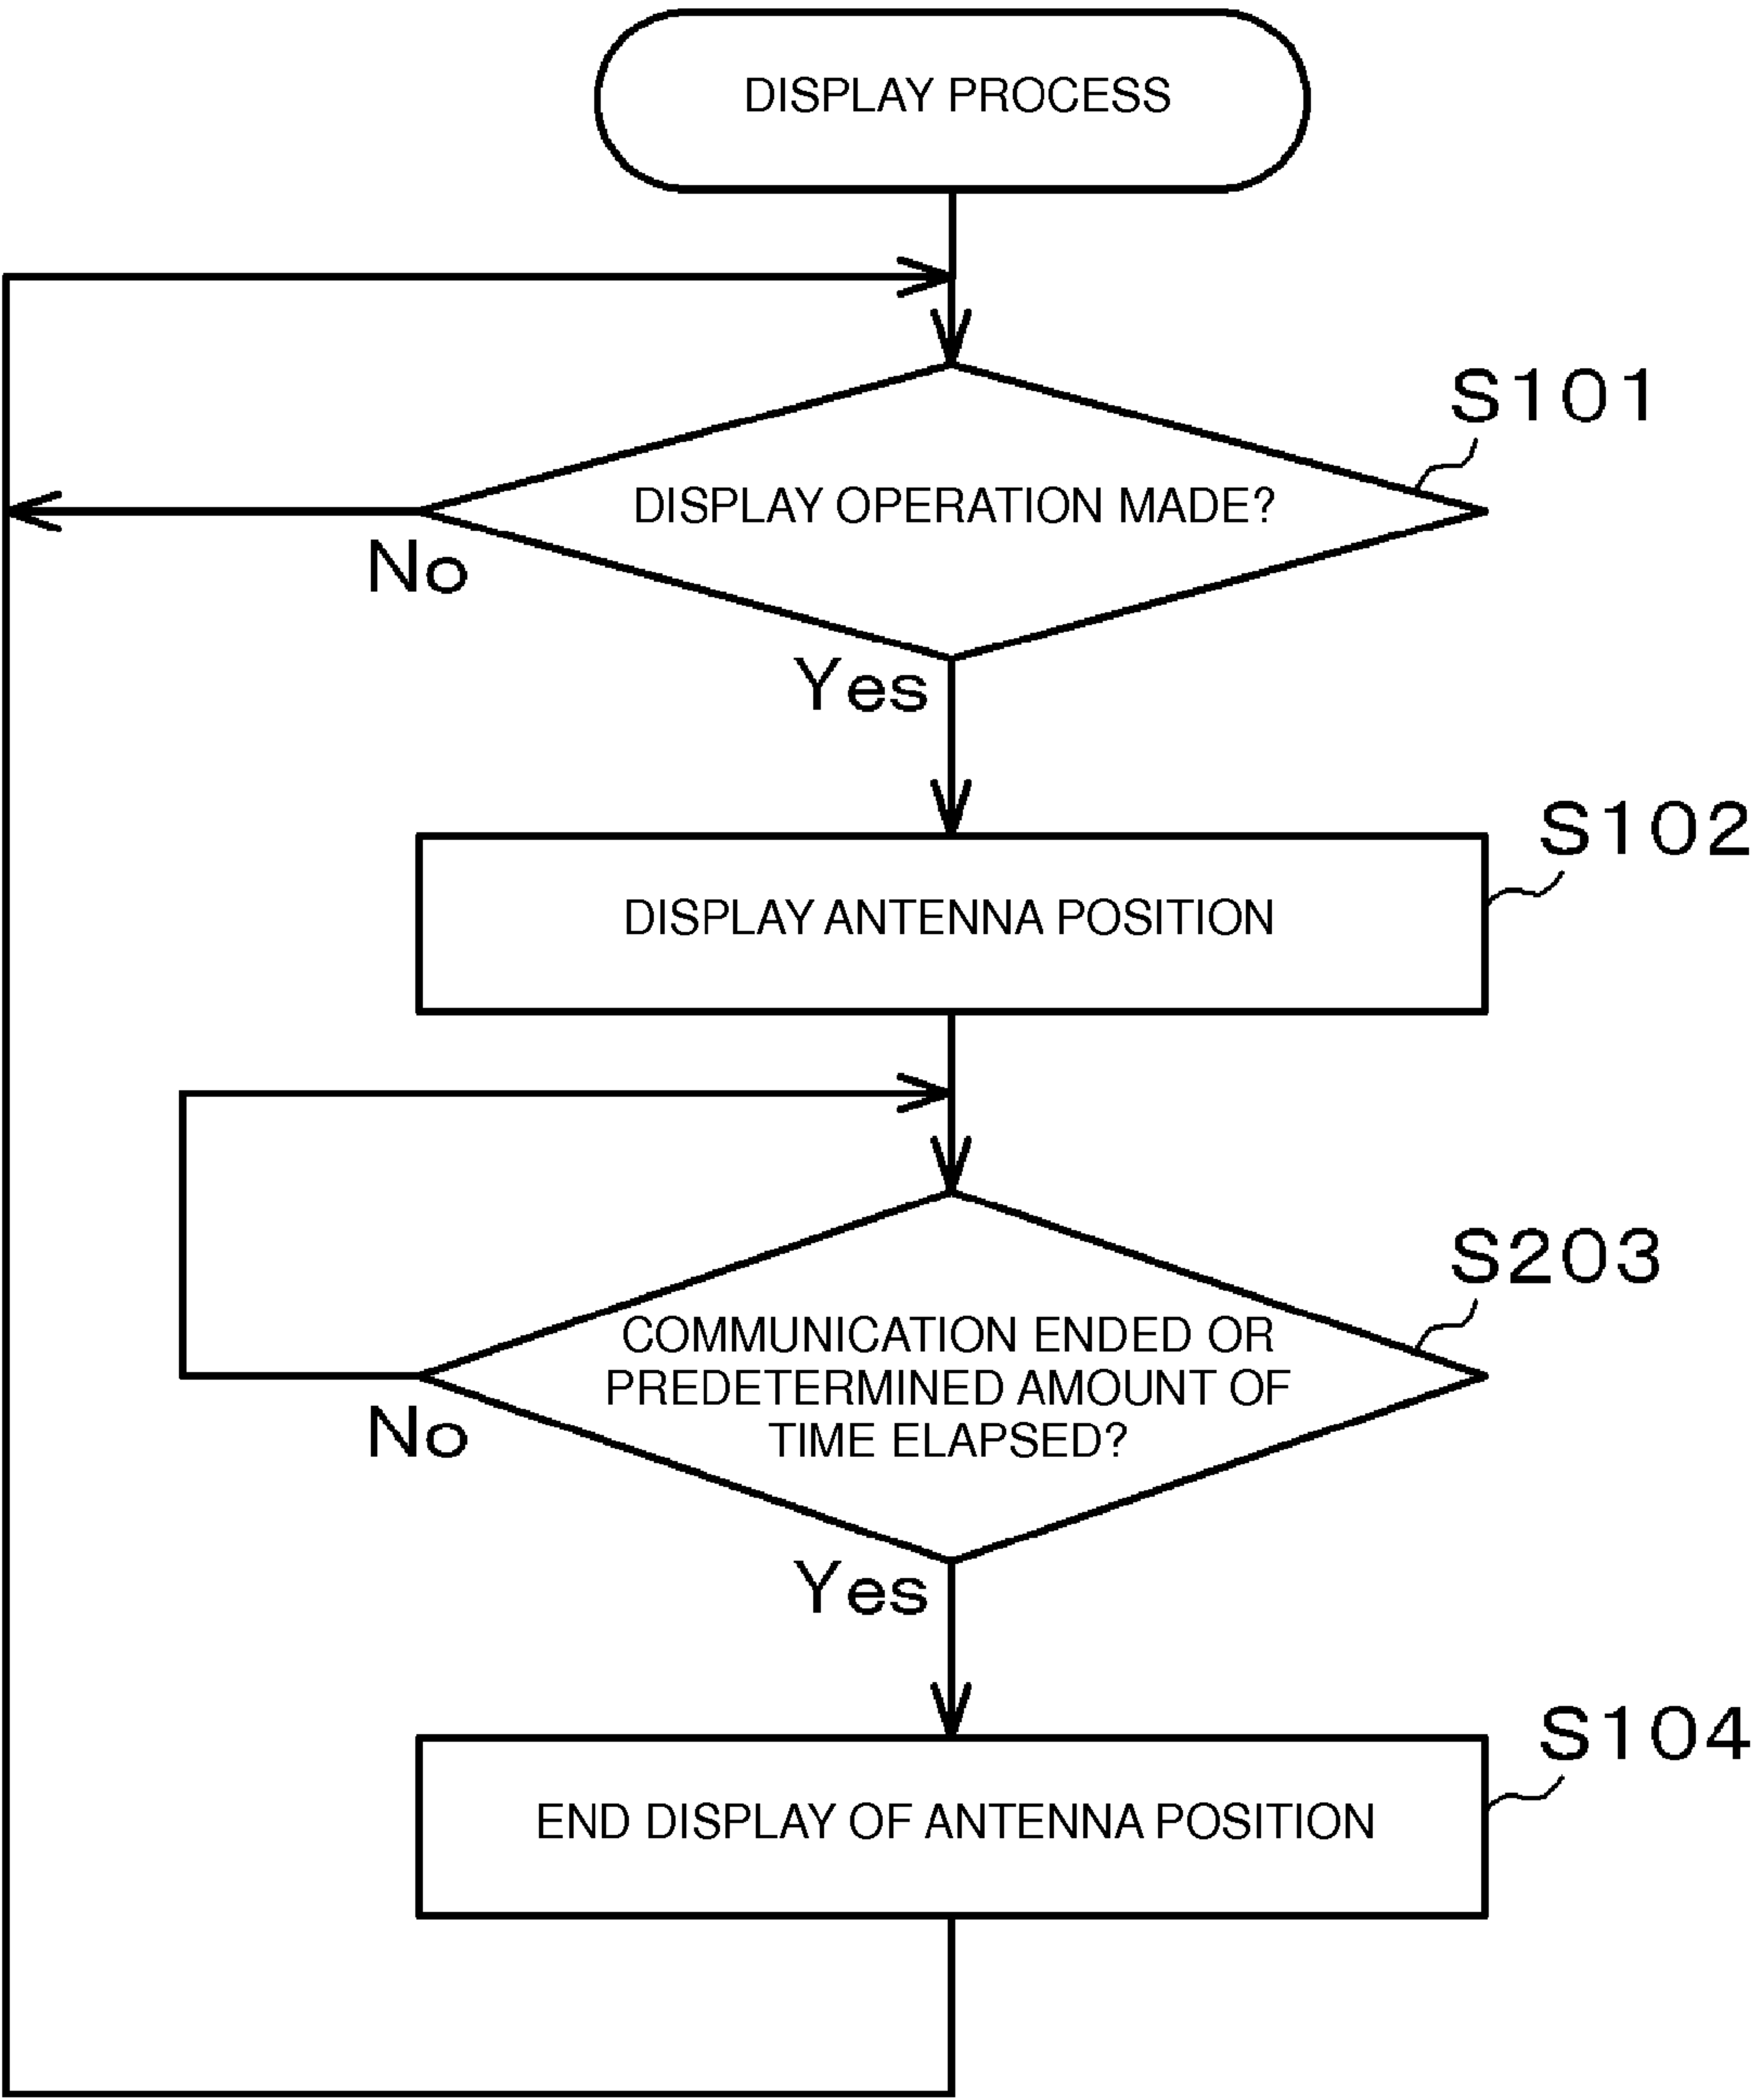 DISPLAY PROCESS
S101
DISPLAY OPERATION MADE?
No
Yes
S102
DISPLAY ANTENNA POSITION
S203
COMMUNICATION ENDED OR
PREDETERMINED AMOUNT OF
TIME ELAPSED?
No
Yes
S104
END DISPLAY OF ANTENNA POSITION